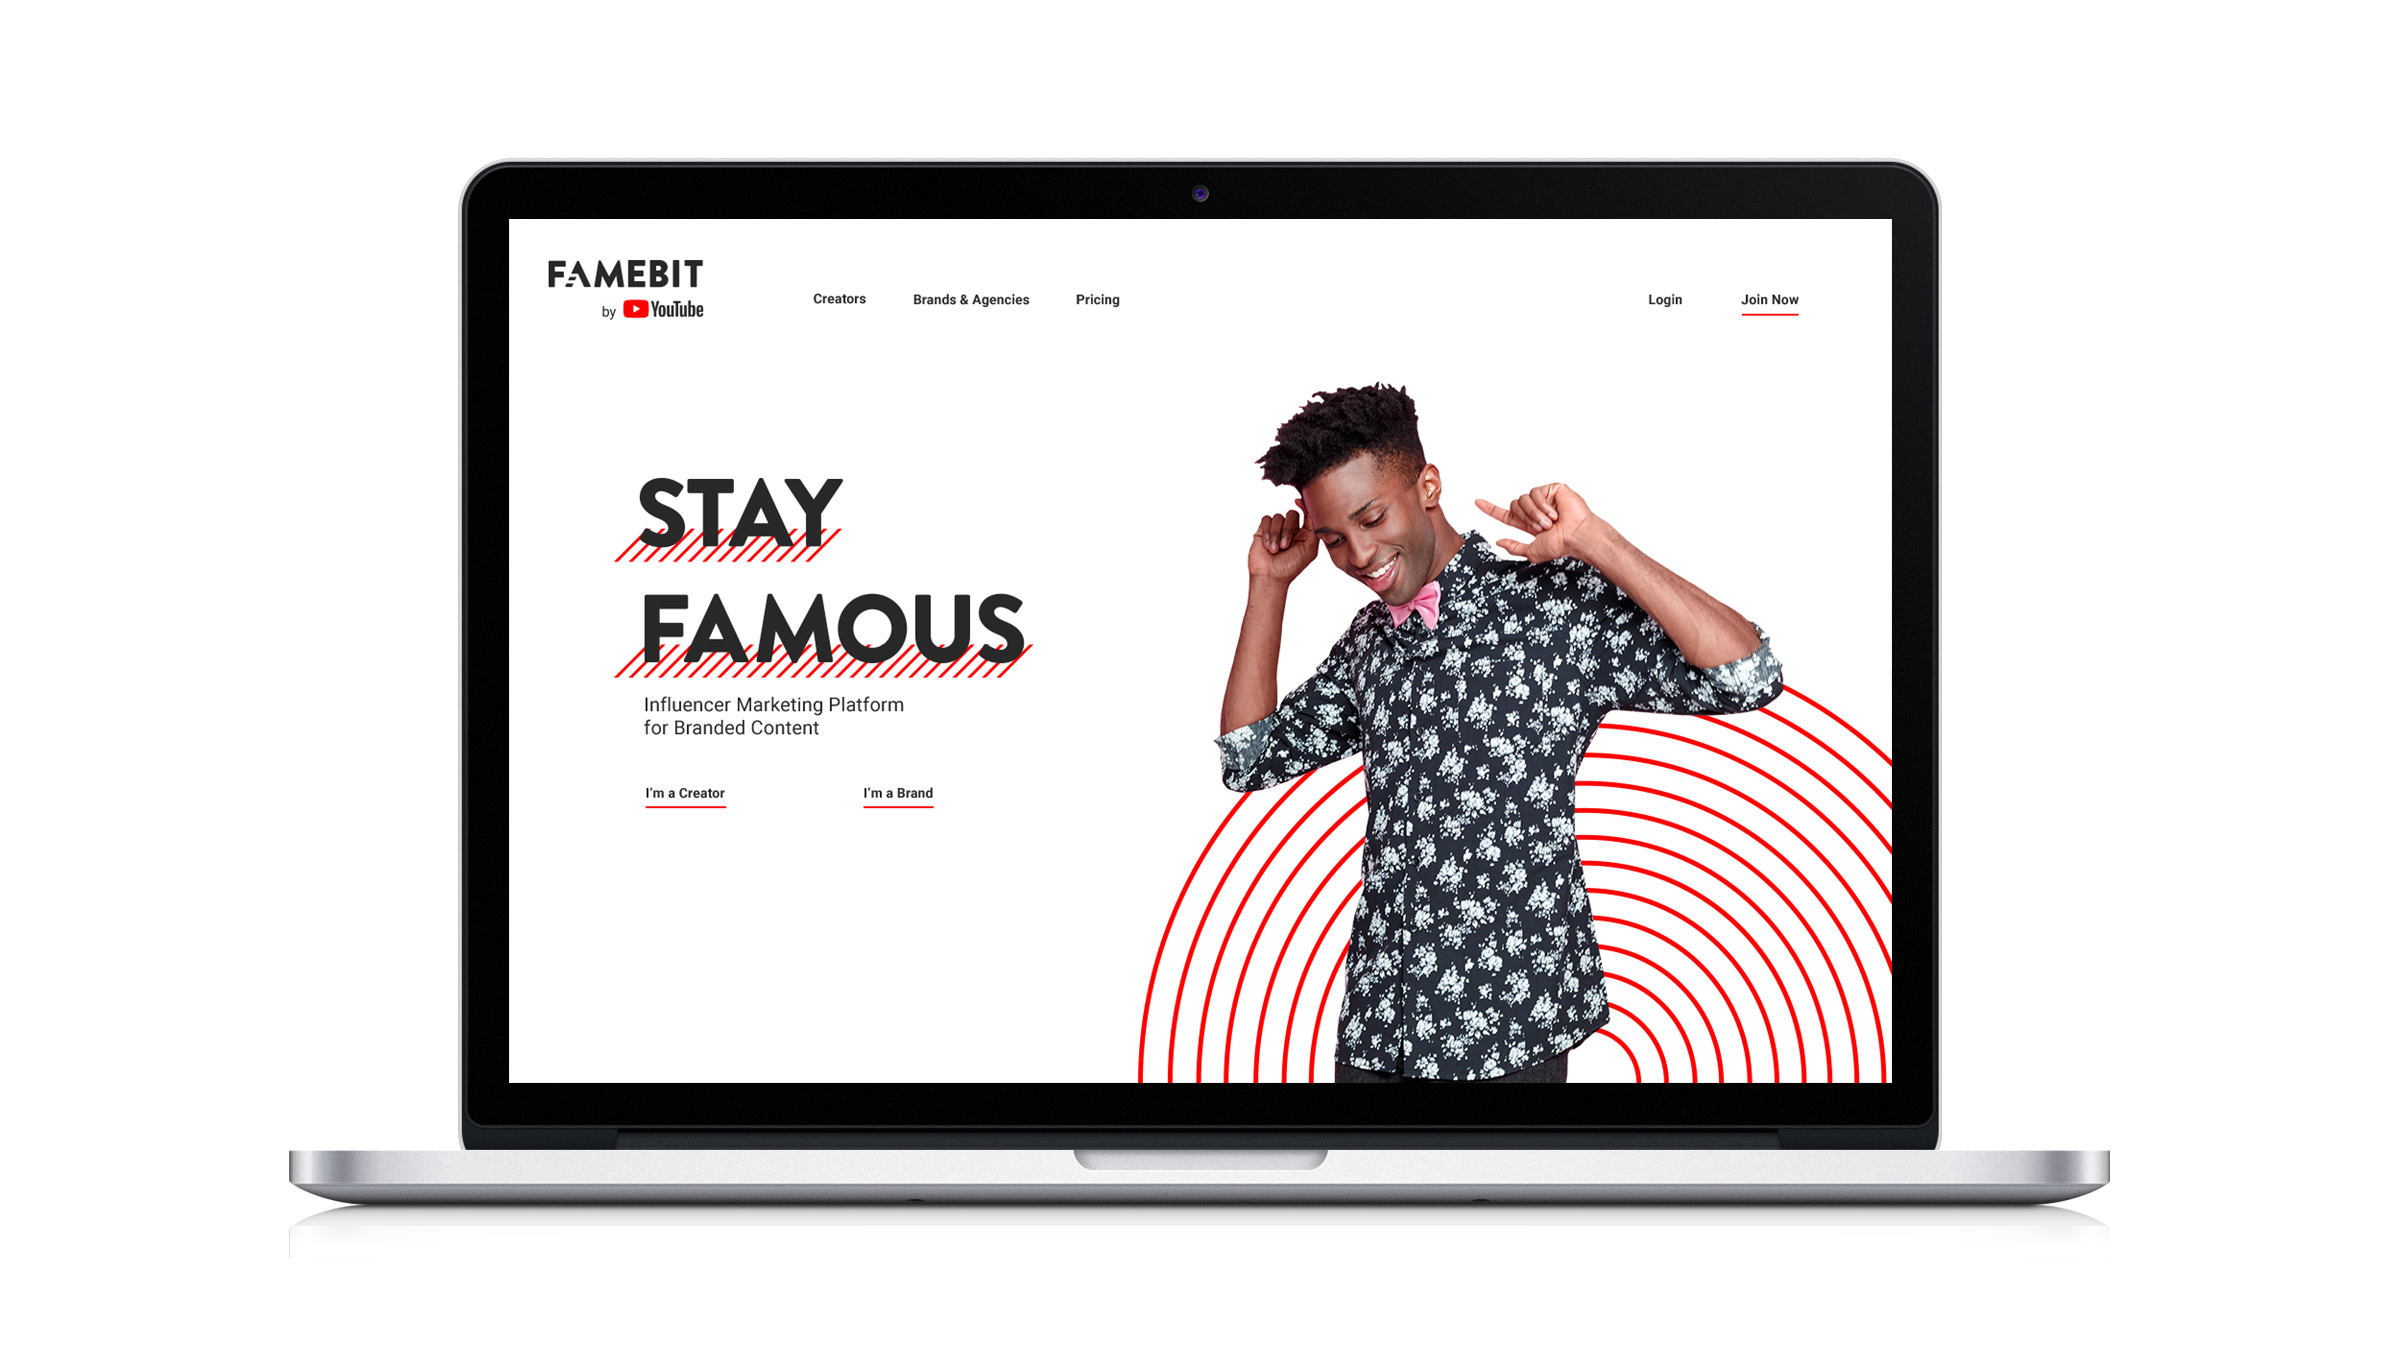 FAMEBIT
by YouTube
Creators
Brands & Agencies
Pricing
Login
Join Now
STAY
FAMOUS
Influencer Marketing Platform
for Branded Content
I'm a Creator
I'm a Brand